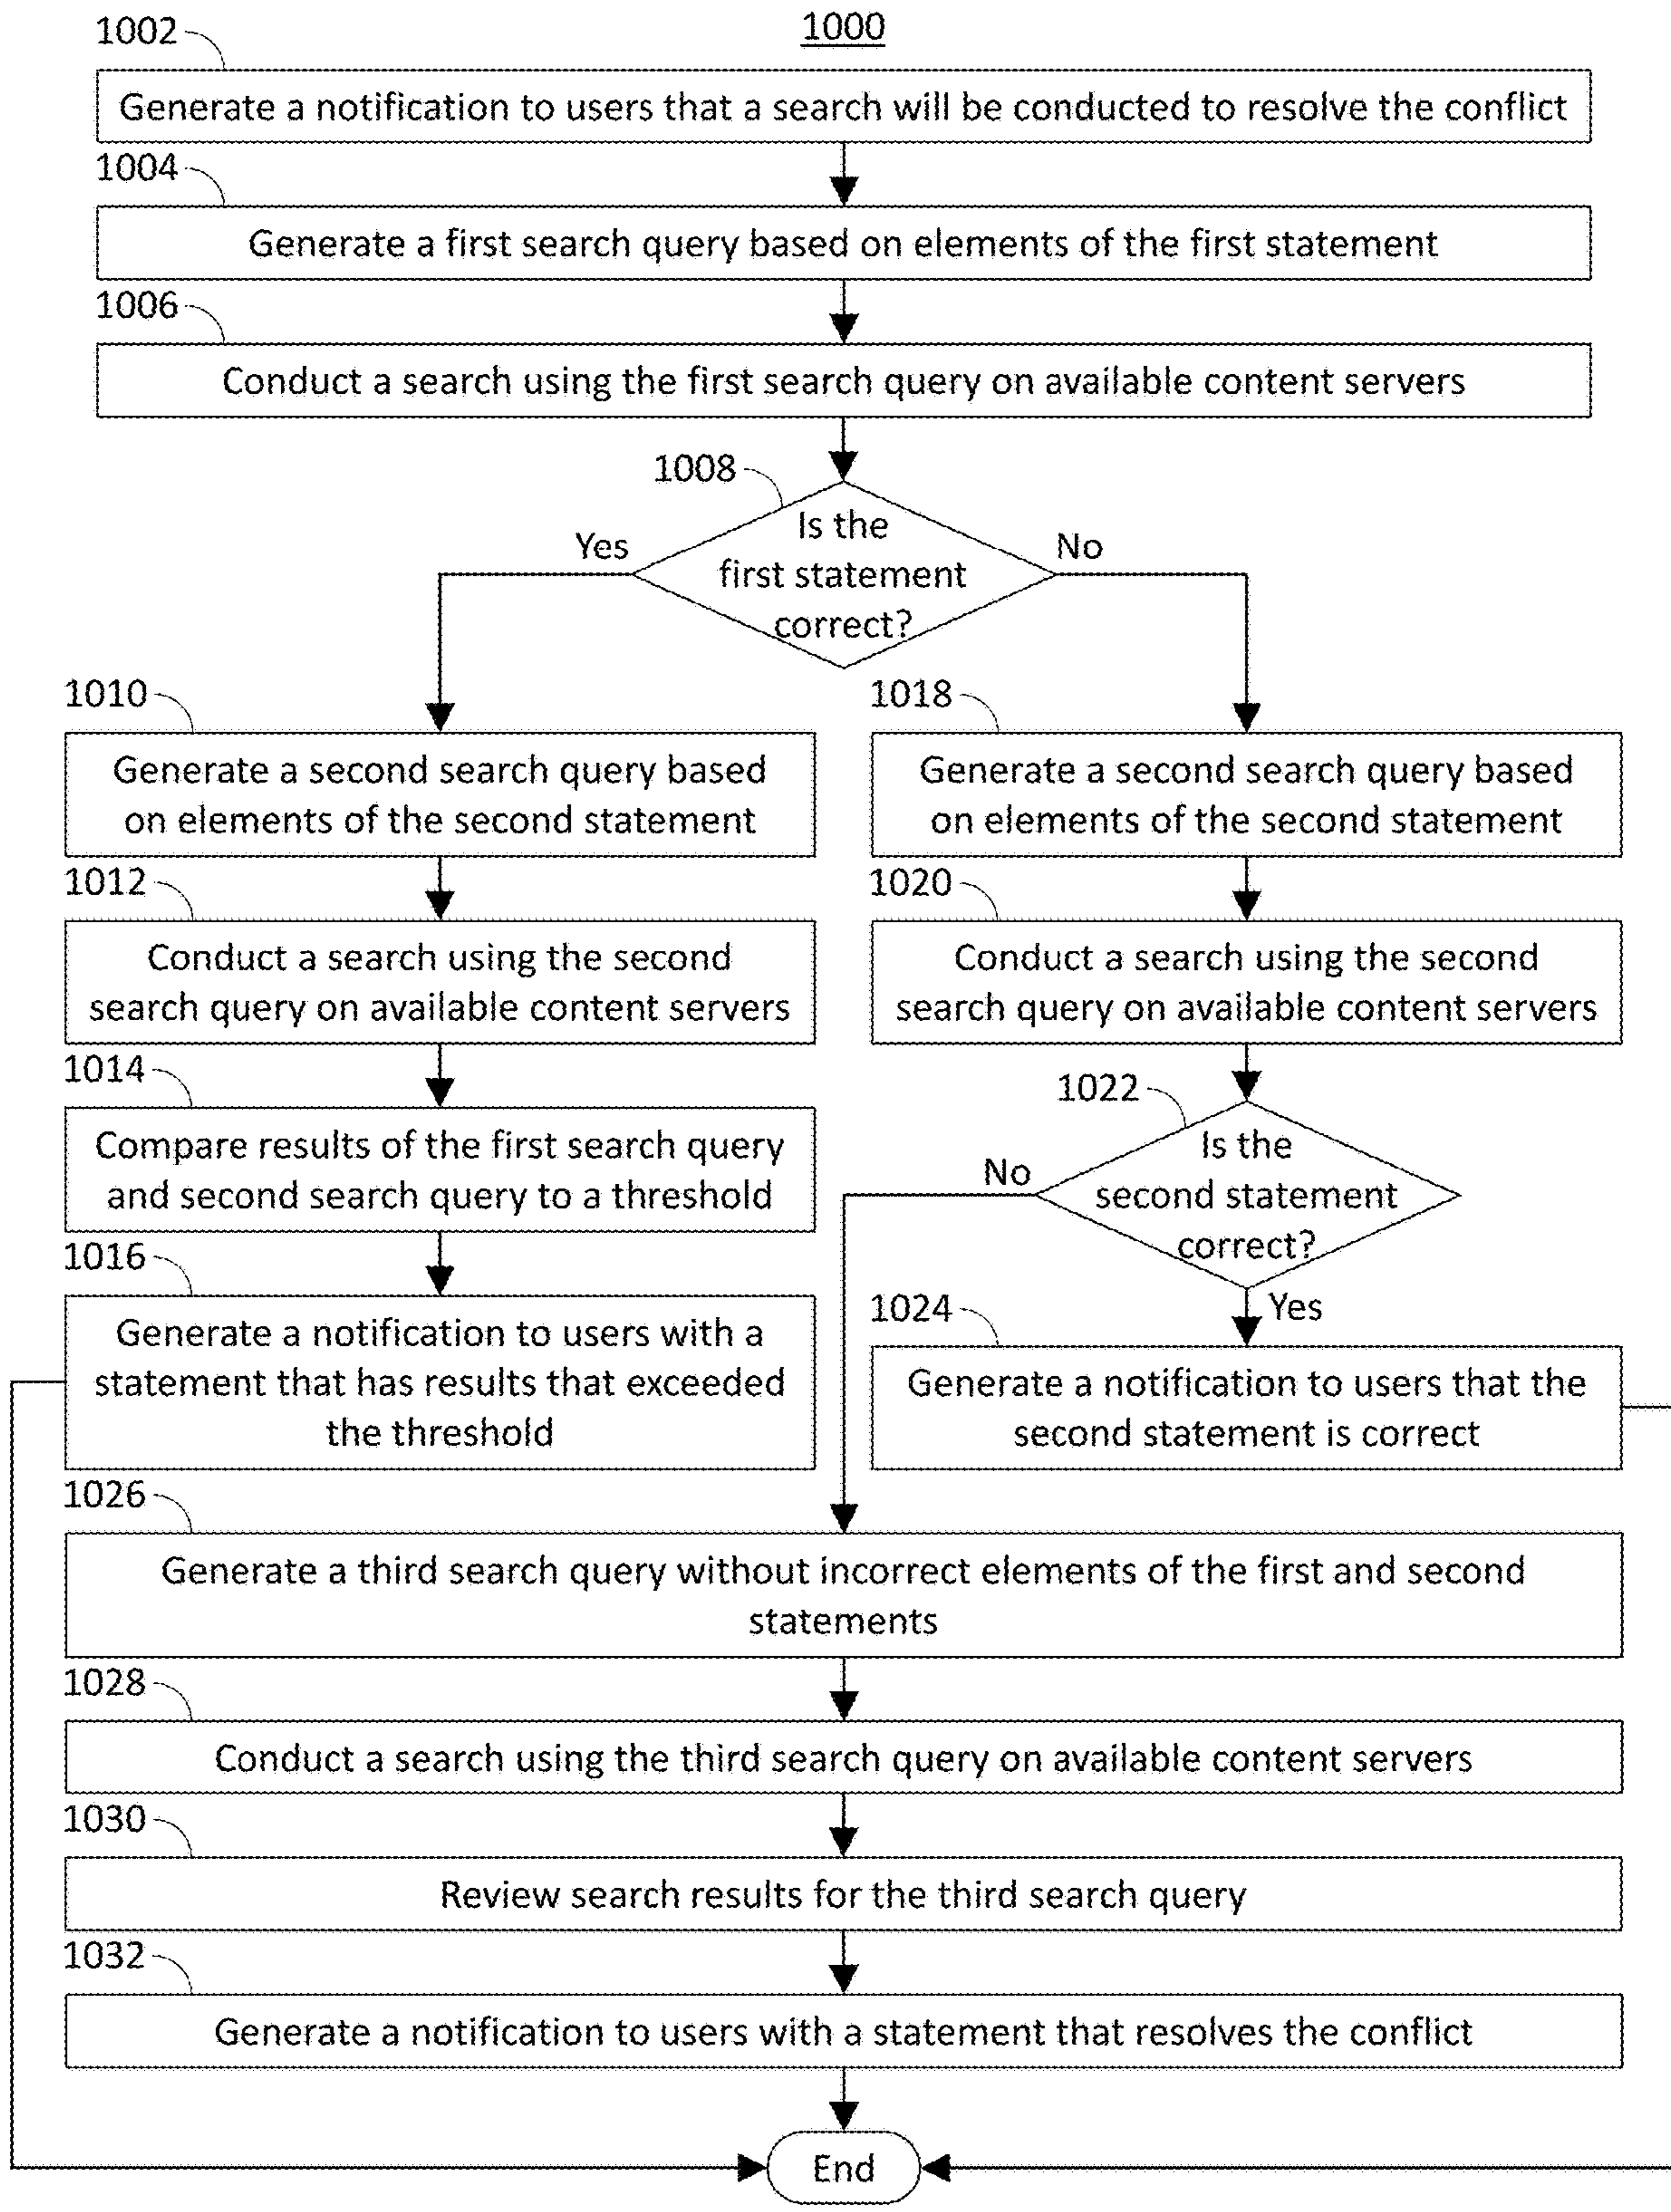 1000
1002
Generate a notification to users that a search will be conducted to resolve the conflict
1004
Generate a first search query based on elements of the first statement
1006
Conduct a search using the first search query on available content servers
1008
Is the
first statement
correct?
Yes
No
1010
Generate a second search query based
on elements of the second statement
1012
Conduct a search using the second
search query on available content servers
1014
Compare results of the first search query
and second search query to a threshold
1016
Generate a notification to users with a
statement that has results that exceeded
the threshold
1018
Generate a second search query based
on elements of the second statement
1020
Conduct a search using the second
search query on available content servers
1022
Is the
second statement
correct?
No
Yes
1024
Generate a notification to users that the
second statement is correct
1026
Generate a third search query without incorrect elements of the first and second
statements
1028
Conduct a search using the third search query on available content servers
1030
Review search results for the third search query
1032
Generate a notification to users with a statement that resolves the conflict
End